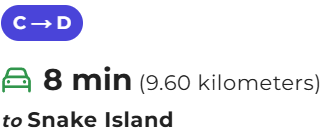 C → D
8 min (9.60 kilometers)
to Snake Island